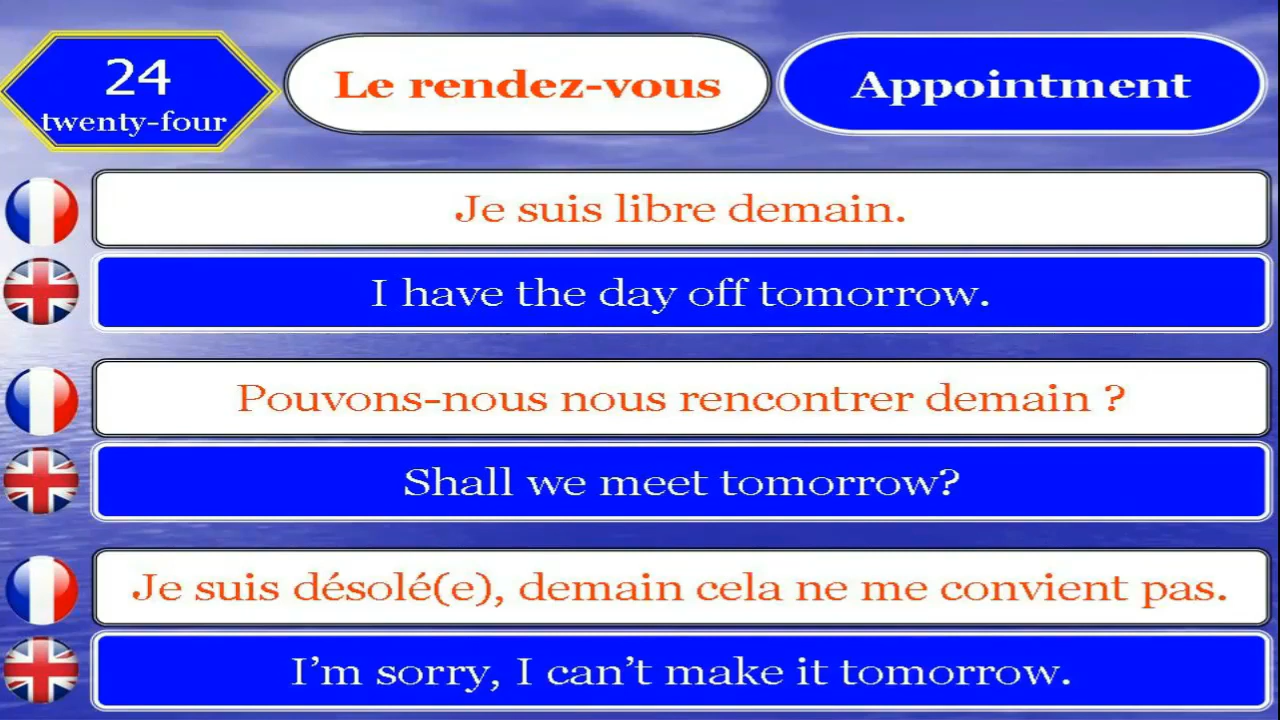 24
twenty-four
Le rendez-vous
Appointment
Je suis libre demain.
I have the day off tomorrow.
Pouvons-nous nous rencontrer demain ?
Shall we meet tomorrow?
Je suis désolé(e), demain cela ne me convient pas.
I’m sorry, I can’t make it tomorrow.